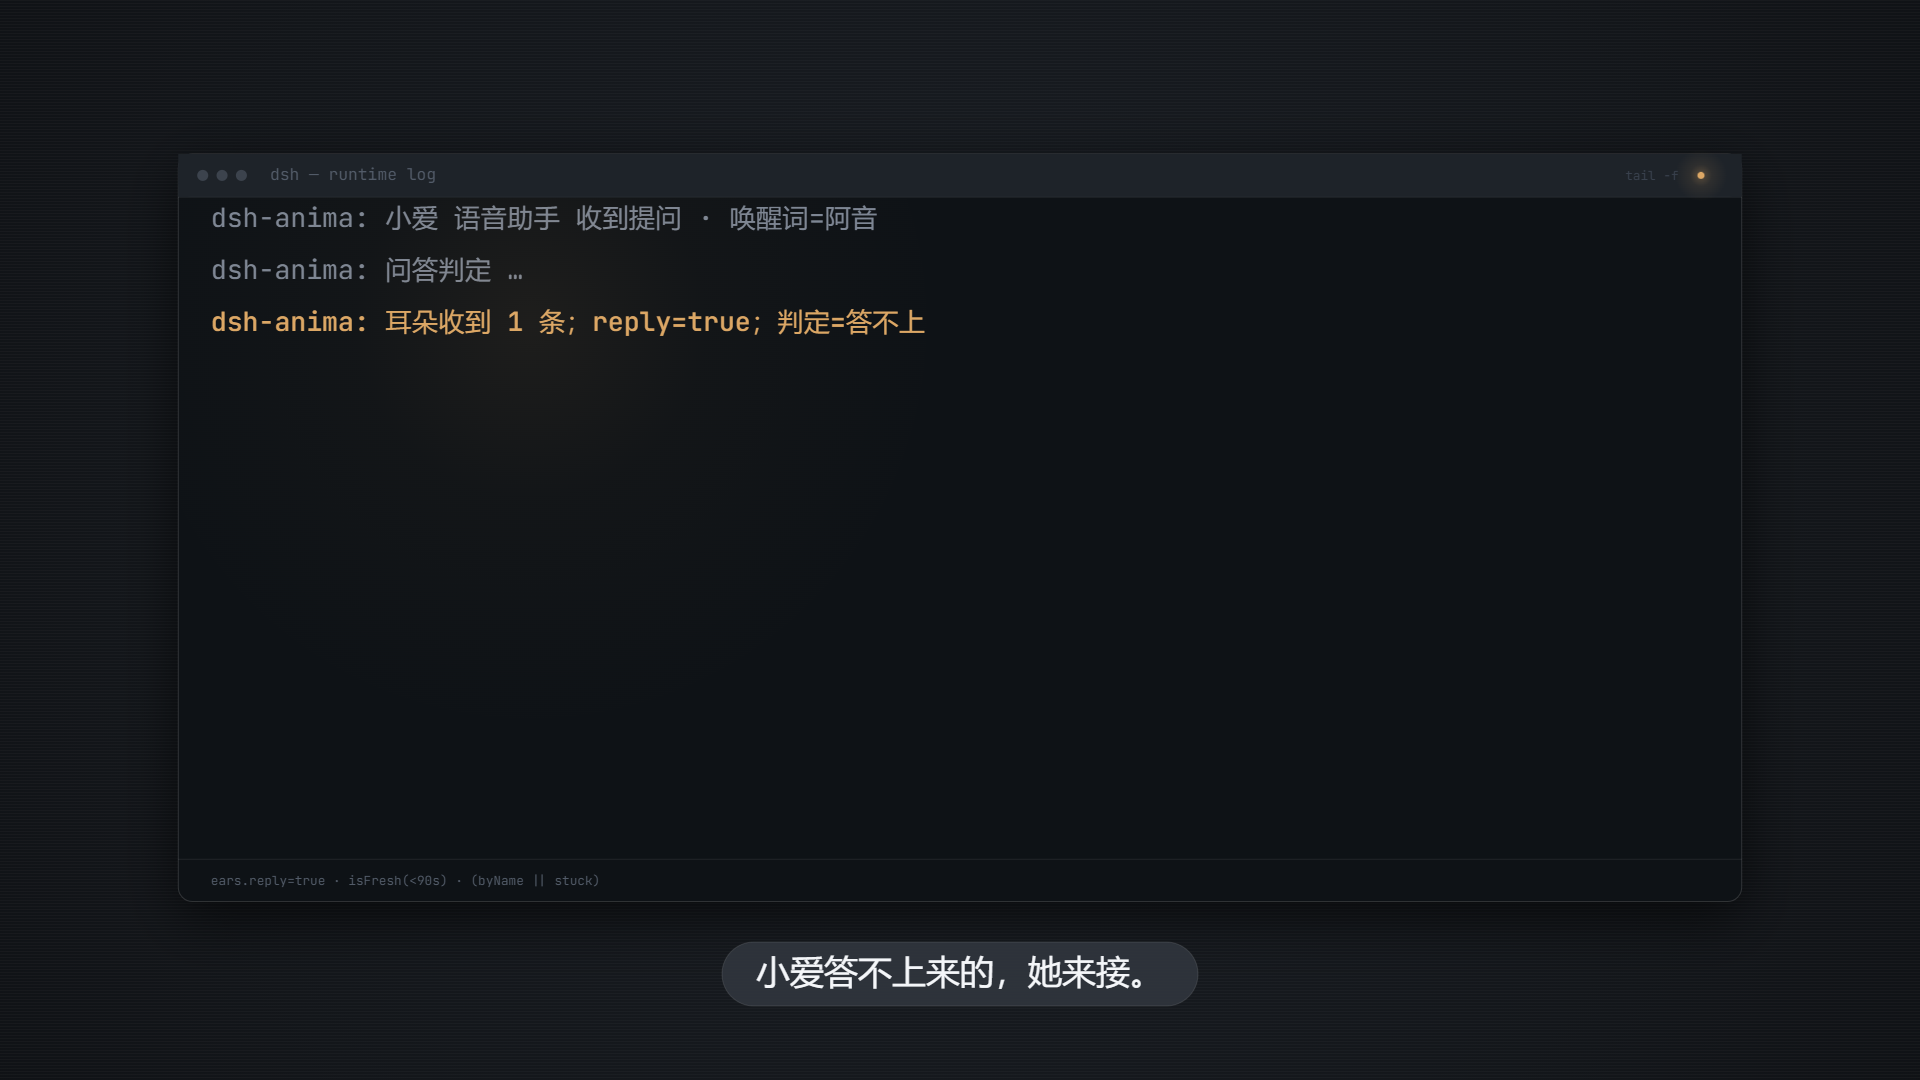 dsh — runtime log
tail -f
dsh-anima: 小爱 语音助手 收到提问 · 唤醒词=阿音
dsh-anima: 问答判定 …
dsh-anima: 耳朵收到 1 条; reply=true; 判定=答不上
ears.reply=true · isFresh(<90s) · (byName || stuck)
小爱答不上来的，她来接。